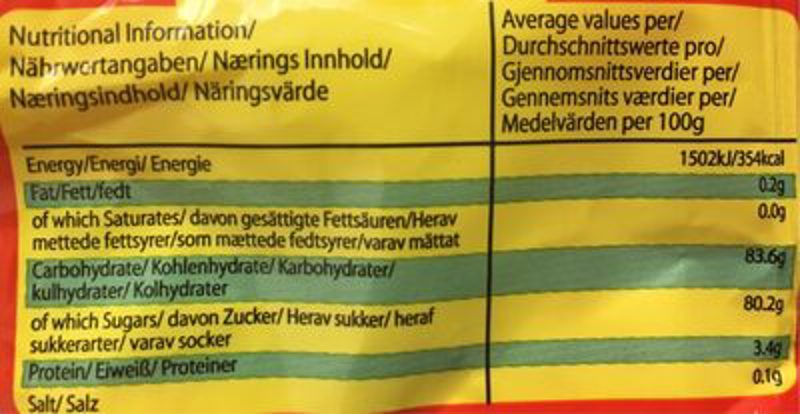 Nutritional Information/
Nährwertangaben/ Nærings Innhold/
Næringsindhold/ Näringsvärde
Average values per/
Durchschnittswerte pro/
Gjennomsnittsverdier per/
Gennemsnits værdier per/
Medelvärden per 100g
Energy/Energi/ Energie 1502kJ/354kcal
Fat/Fett/fedt 0.2g
of which Saturates/ davon gesättigte Fettsäuren/Herav 0.0g
mettede fettsyrer/som mættede fedtsyrer/varav mättat
Carbohydrate/ Kohlenhydrate/ Karbohydrater/ 83.6g
kulhydrater/ Kolhydrater
of which Sugars/ davon Zucker/ Herav sukker/ heraf 80.2g
sukkerarter/ varav socker
Protein/ Eiweiß/ Proteiner 3.4g
Salt/ Salz 0.1g